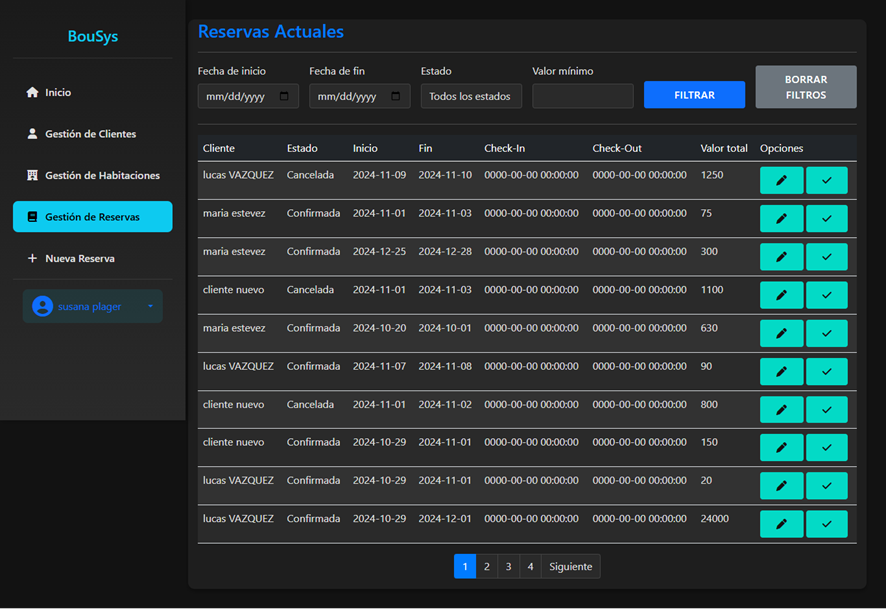 BouSys
Inicio
Gestión de Clientes
Gestión de Habitaciones
Gestión de Reservas
Nueva Reserva
susana plager
Reservas Actuales
Fecha de inicio Fecha de fin Estado Valor mínimo
mm/dd/yyyy mm/dd/yyyy Todos los estados FILTRAR BORRAR FILTROS
Cliente Estado Inicio Fin Check-In Check-Out Valor total Opciones
lucas VAZQUEZ Cancelada 2024-11-09 2024-11-10 0000-00-00 00:00:00 0000-00-00 00:00:00 1250
maria estevez Confirmada 2024-11-01 2024-11-03 0000-00-00 00:00:00 0000-00-00 00:00:00 75
maria estevez Confirmada 2024-12-25 2024-12-28 0000-00-00 00:00:00 0000-00-00 00:00:00 300
cliente nuevo Cancelada 2024-11-01 2024-11-03 0000-00-00 00:00:00 0000-00-00 00:00:00 1100
maria estevez Confirmada 2024-10-20 2024-10-01 0000-00-00 00:00:00 0000-00-00 00:00:00 630
lucas VAZQUEZ Confirmada 2024-11-07 2024-11-08 0000-00-00 00:00:00 0000-00-00 00:00:00 90
cliente nuevo Cancelada 2024-11-01 2024-11-02 0000-00-00 00:00:00 0000-00-00 00:00:00 800
cliente nuevo Confirmada 2024-10-29 2024-11-01 0000-00-00 00:00:00 0000-00-00 00:00:00 150
lucas VAZQUEZ Confirmada 2024-10-29 2024-11-01 0000-00-00 00:00:00 0000-00-00 00:00:00 20
lucas VAZQUEZ Confirmada 2024-10-29 2024-12-01 0000-00-00 00:00:00 0000-00-00 00:00:00 24000
1 2 3 4 Siguiente